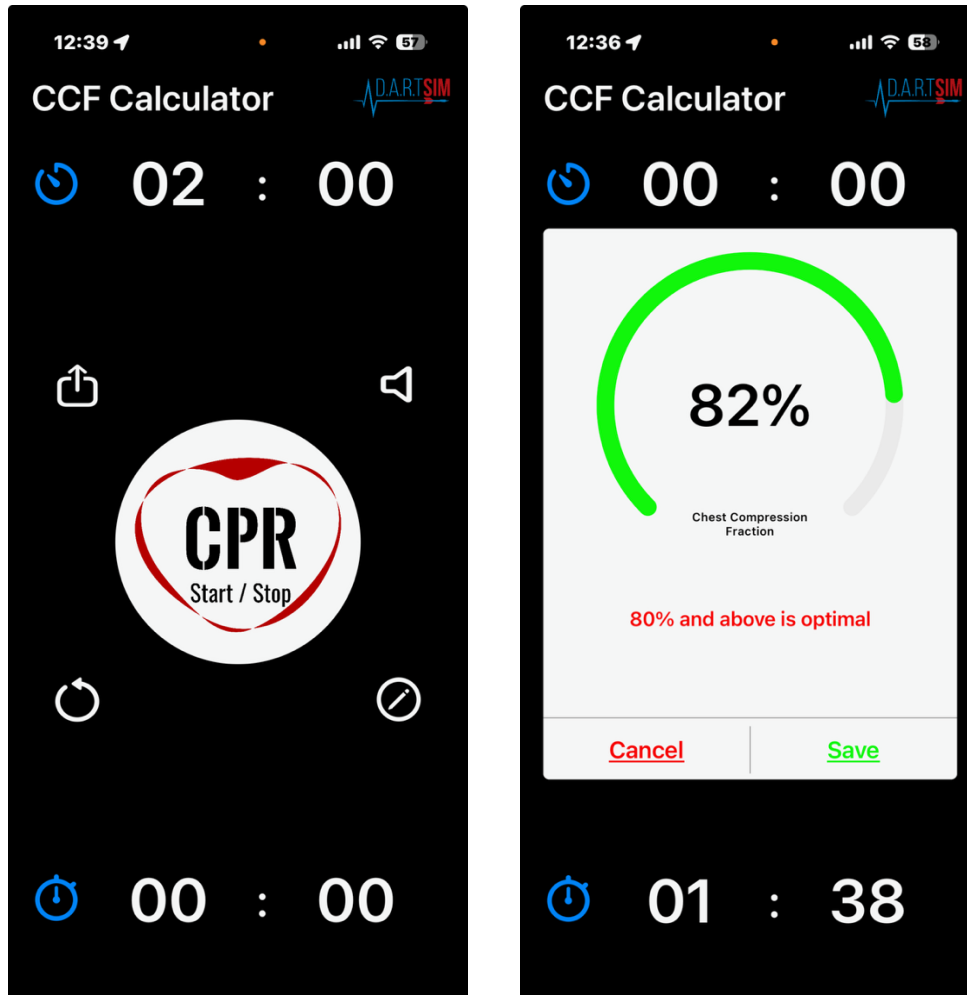 12:39
57
CCF Calculator
D.A.R.T SIM
02 : 00
CPR
Start / Stop
00 : 00
12:36
58
CCF Calculator
D.A.R.T SIM
00 : 00
82%
Chest Compression
Fraction
80% and above is optimal
Cancel
Save
01 : 38